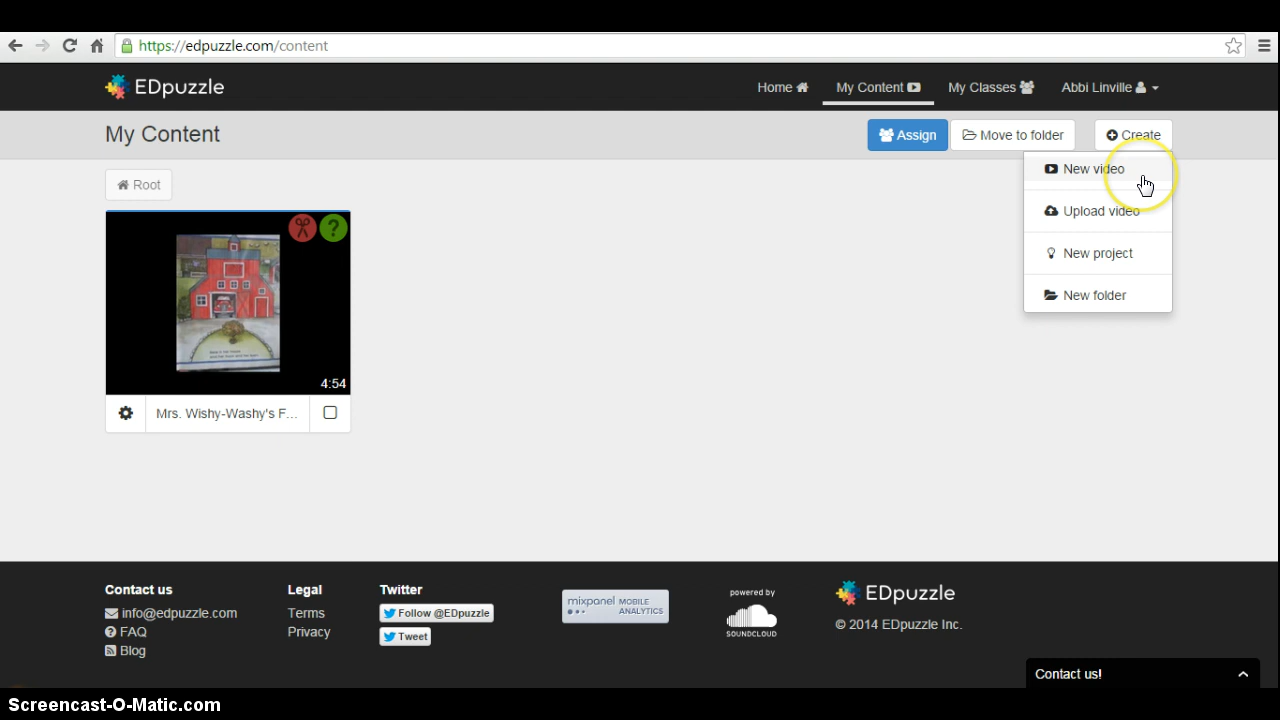 https://edpuzzle.com/content
EDpuzzle
Home
My Content
My Classes
Abbi Linville
My Content
Assign
Move to folder
Create
New video
Upload video
New project
New folder
Root
4:54
Mrs. Wishy-Washy's F...
Contact us
info@edpuzzle.com
FAQ
Blog
Legal
Terms
Privacy
Twitter
Follow @EDpuzzle
Tweet
mixpanel MOBILE
ANALYTICS
powered by
SOUNDCLOUD
EDpuzzle
© 2014 EDpuzzle Inc.
Contact us!
Screencast-O-Matic.com